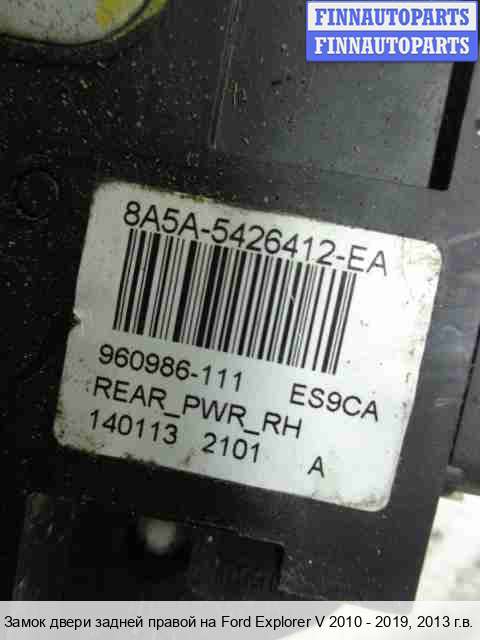 FINNAUTOPARTS
FINNAUTOPARTS
8A5A-5426412-EA
960986-111 ES9CA
REAR_PWR_RH
140113 2101 A
Замок двери задней правой на Ford Explorer V 2010 - 2019, 2013 г.в.